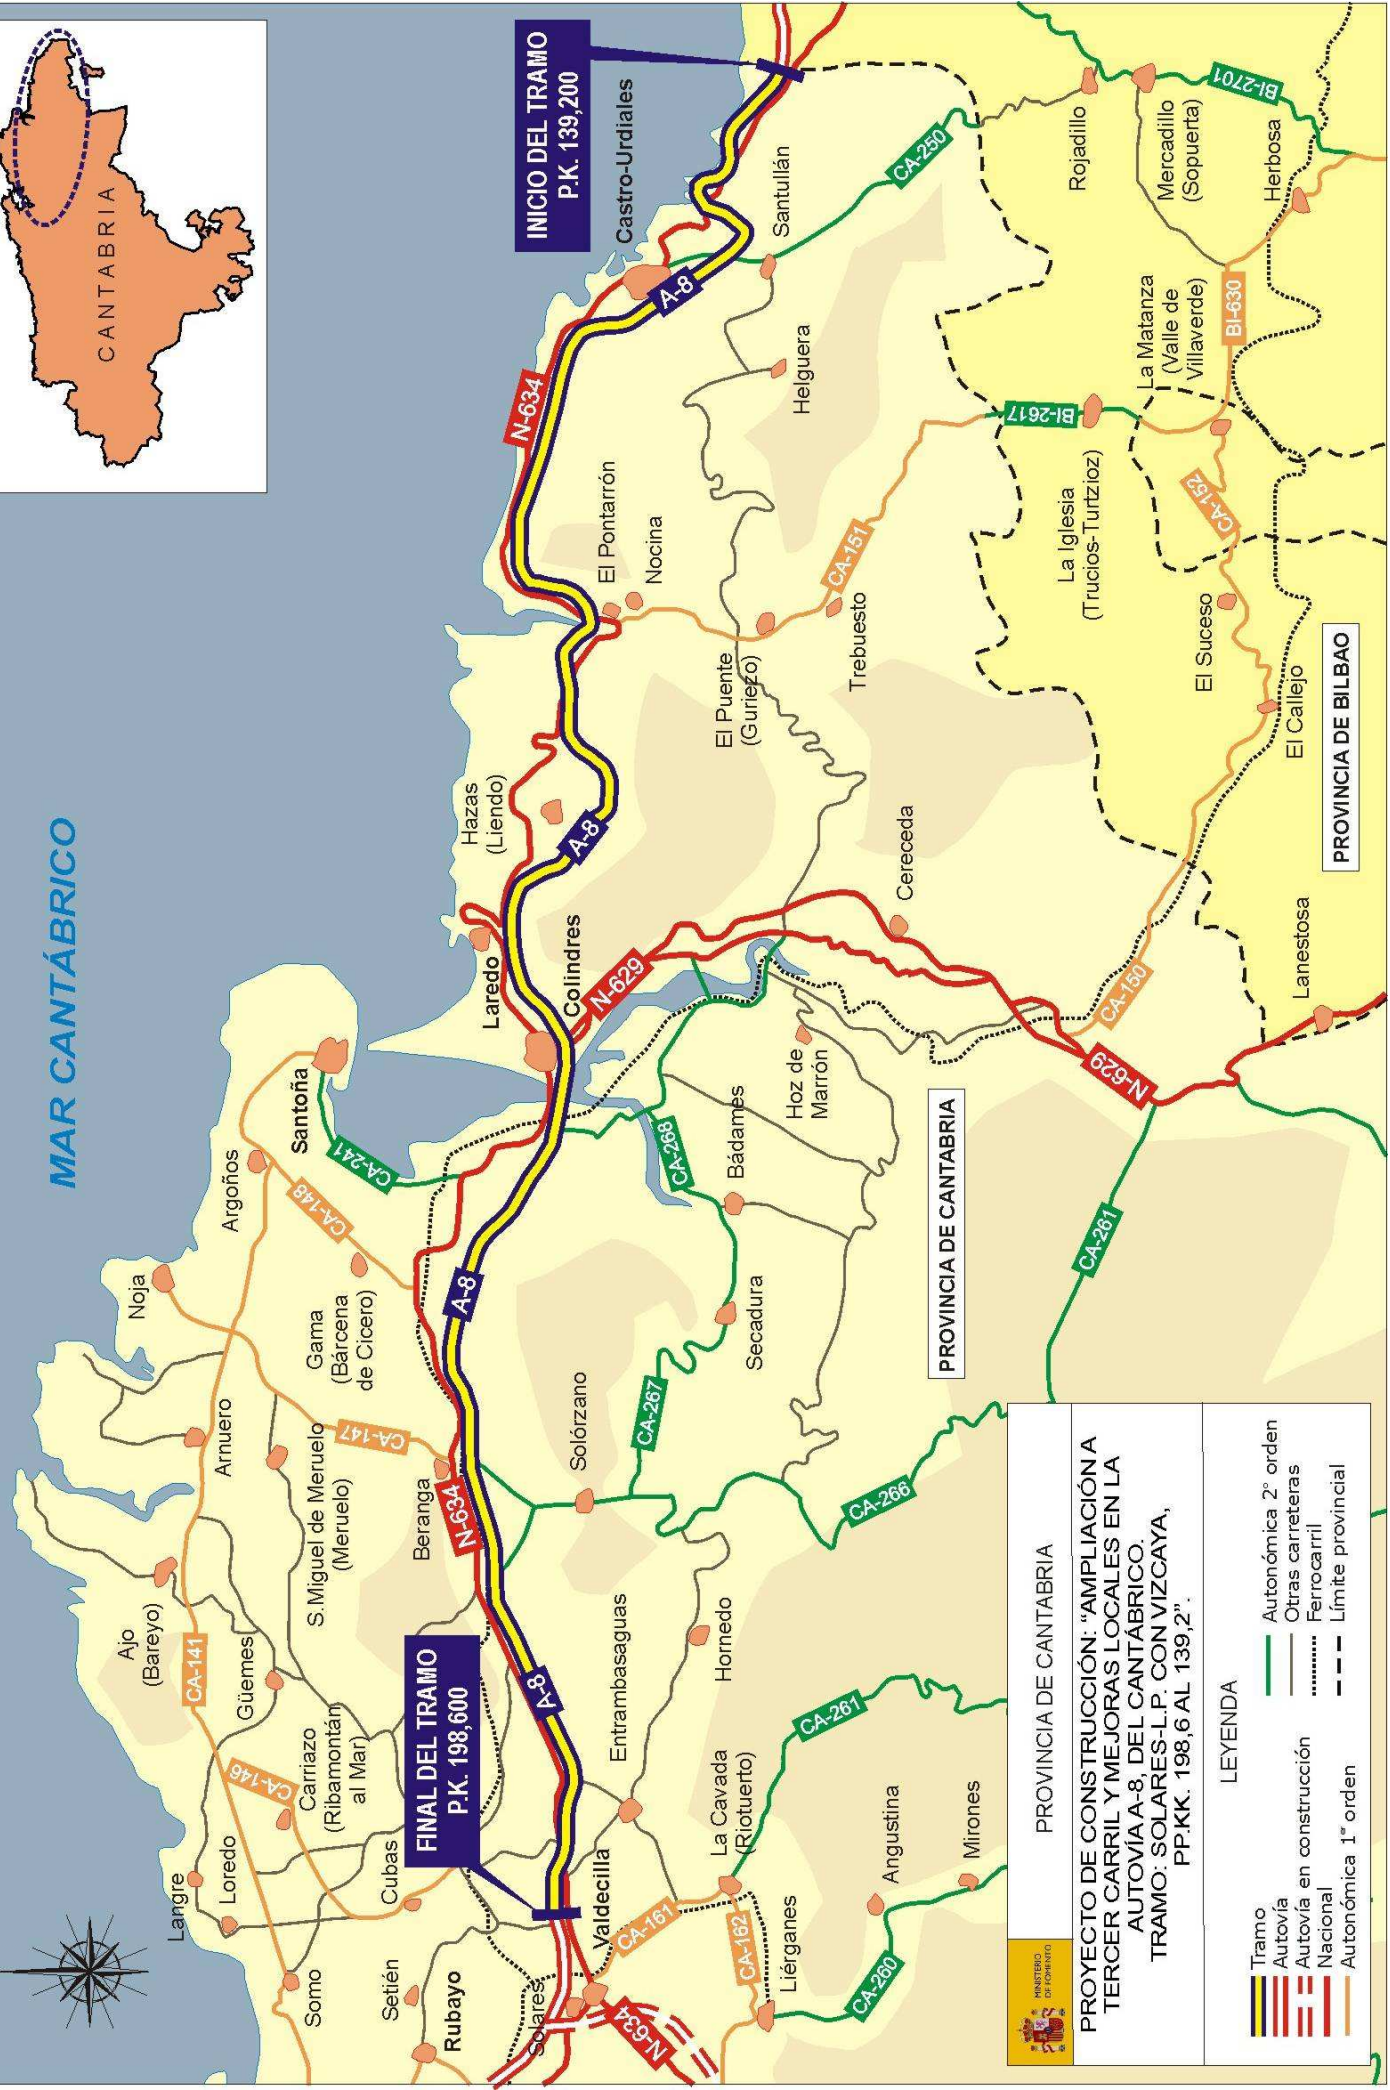 CANTABRIA
MAR CANTÁBRICO
INICIO DEL TRAMO
P.K. 139,200
Castro-Urdiales
Santullán
CA-250
A-8
N-634
Helguera
Rojadillo
Mercadillo
(Sopuerta)
BI-2701
Herbosa
La Matanza
(Valle de
Villaverde)
BI-630
BI-2617
CA-152
La Iglesia
(Trucios-Turtzioz)
El Suceso
El Callejo
PROVINCIA DE BILBAO
El Pontarrón
Nocina
CA-151
El Puente
(Guriezo)
Trebuesto
Hazas
(Liendo)
A-8
Laredo
Colindres
N-629
Cereceda
CA-150
Lanestosa
N-629
Santoña
CA-241
Argoños
CA-148
Noja
Gama
(Bárcena
de Cicero)
A-8
CA-268
Bádames
Hoz de
Marrón
PROVINCIA DE CANTABRIA
CA-261
Secadura
CA-267
Solórzano
CA-266
Arnuero
S.Miguel de Meruelo
(Meruelo)
CA-147
Beranga
N-634
Ajo
(Bareyo)
CA-141
Güemes
Carriazo
(Ribamontán
al Mar)
CA-146
Langre
Loredo
Cubas
FINAL DEL TRAMO
P.K. 198,600
A-8
Entrambasaguas
Hornedo
La Cavada
(Riotuerto)
CA-261
Angustina
Mirones
Valdecilla
CA-161
CA-162
Liérganes
CA-260
Somo
Setién
Rubayo
Solares
N-634
MINISTERIO
DE FOMENTO
PROVINCIA DE CANTABRIA
PROYECTO DE CONSTRUCCIÓN: “AMPLIACIÓN A
TERCER CARRIL Y MEJORAS LOCALES EN LA
AUTOVÍA A-8, DEL CANTÁBRICO.
TRAMO: SOLARES-L.P. CON VIZCAYA,
PP.KK. 198,6 AL 139,2”.
LEYENDA
Tramo
Autovía
Autovía en construcción
Nacional
Autonómica 1ᵉʳ orden
Autonómica 2° orden
Otras carreteras
Ferrocarril
Límite provincial